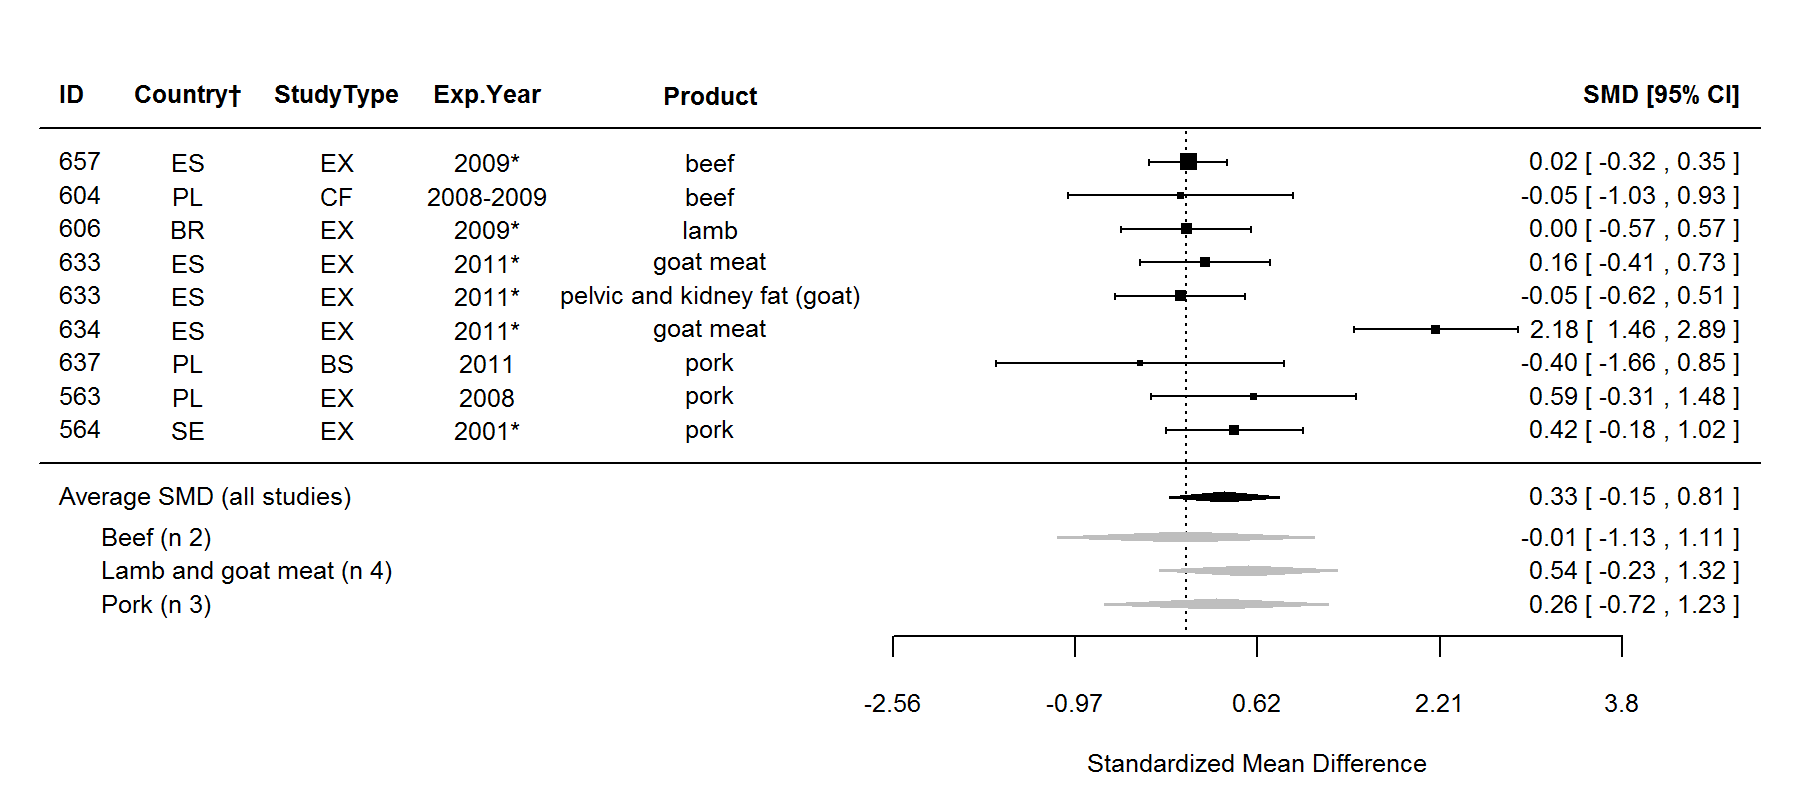 ID Country† StudyType Exp.Year Product SMD [95% CI]
657 ES EX 2009* beef 0.02 [ -0.32 , 0.35 ]
604 PL CF 2008-2009 beef -0.05 [ -1.03 , 0.93 ]
606 BR EX 2009* lamb 0.00 [ -0.57 , 0.57 ]
633 ES EX 2011* goat meat 0.16 [ -0.41 , 0.73 ]
633 ES EX 2011* pelvic and kidney fat (goat) -0.05 [ -0.62 , 0.51 ]
634 ES EX 2011* goat meat 2.18 [ 1.46 , 2.89 ]
637 PL BS 2011 pork -0.40 [ -1.66 , 0.85 ]
563 PL EX 2008 pork 0.59 [ -0.31 , 1.48 ]
564 SE EX 2001* pork 0.42 [ -0.18 , 1.02 ]
Average SMD (all studies) 0.33 [ -0.15 , 0.81 ]
Beef (n 2) -0.01 [ -1.13 , 1.11 ]
Lamb and goat meat (n 4) 0.54 [ -0.23 , 1.32 ]
Pork (n 3) 0.26 [ -0.72 , 1.23 ]
-2.56 -0.97 0.62 2.21 3.8
Standardized Mean Difference